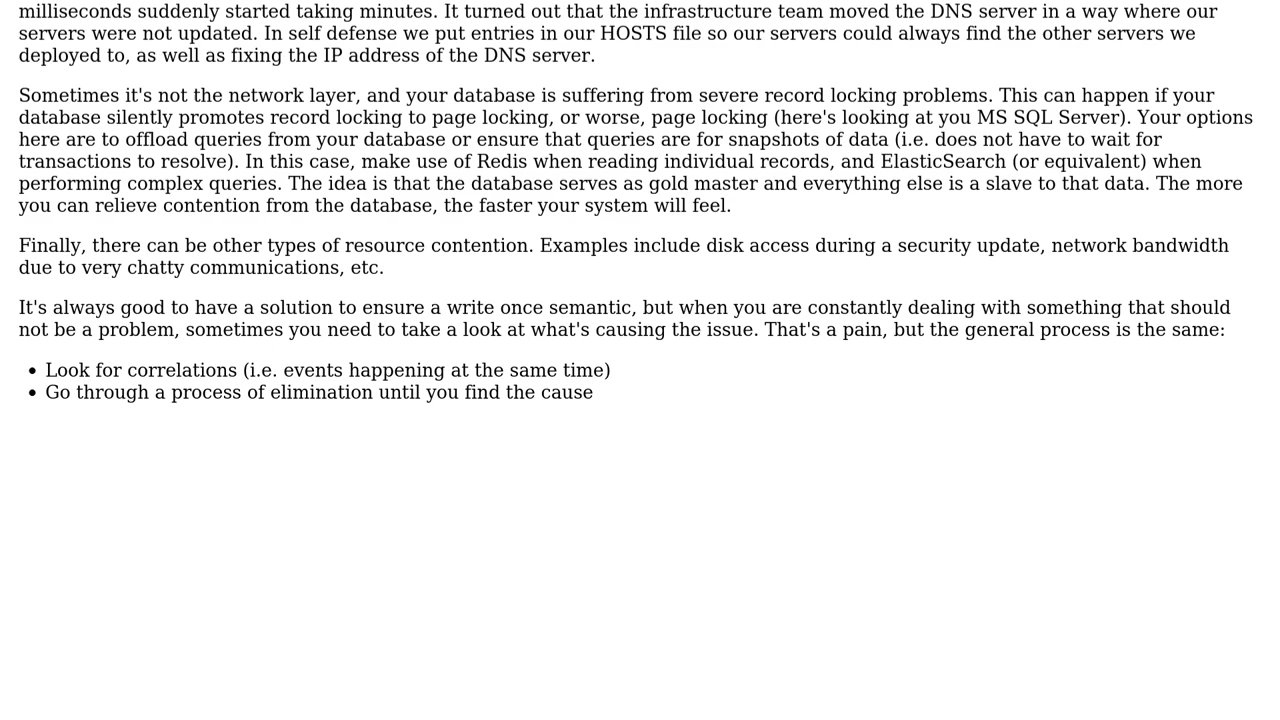 milliseconds suddenly started taking minutes. It turned out that the infrastructure team moved the DNS server in a way where our
servers were not updated. In self defense we put entries in our HOSTS file so our servers could always find the other servers we
deployed to, as well as fixing the IP address of the DNS server.
Sometimes it's not the network layer, and your database is suffering from severe record locking problems. This can happen if your
database silently promotes record locking to page locking, or worse, page locking (here's looking at you MS SQL Server). Your options
here are to offload queries from your database or ensure that queries are for snapshots of data (i.e. does not have to wait for
transactions to resolve). In this case, make use of Redis when reading individual records, and ElasticSearch (or equivalent) when
performing complex queries. The idea is that the database serves as gold master and everything else is a slave to that data. The more
you can relieve contention from the database, the faster your system will feel.
Finally, there can be other types of resource contention. Examples include disk access during a security update, network bandwidth
due to very chatty communications, etc.
It's always good to have a solution to ensure a write once semantic, but when you are constantly dealing with something that should
not be a problem, sometimes you need to take a look at what's causing the issue. That's a pain, but the general process is the same:
• Look for correlations (i.e. events happening at the same time)
• Go through a process of elimination until you find the cause